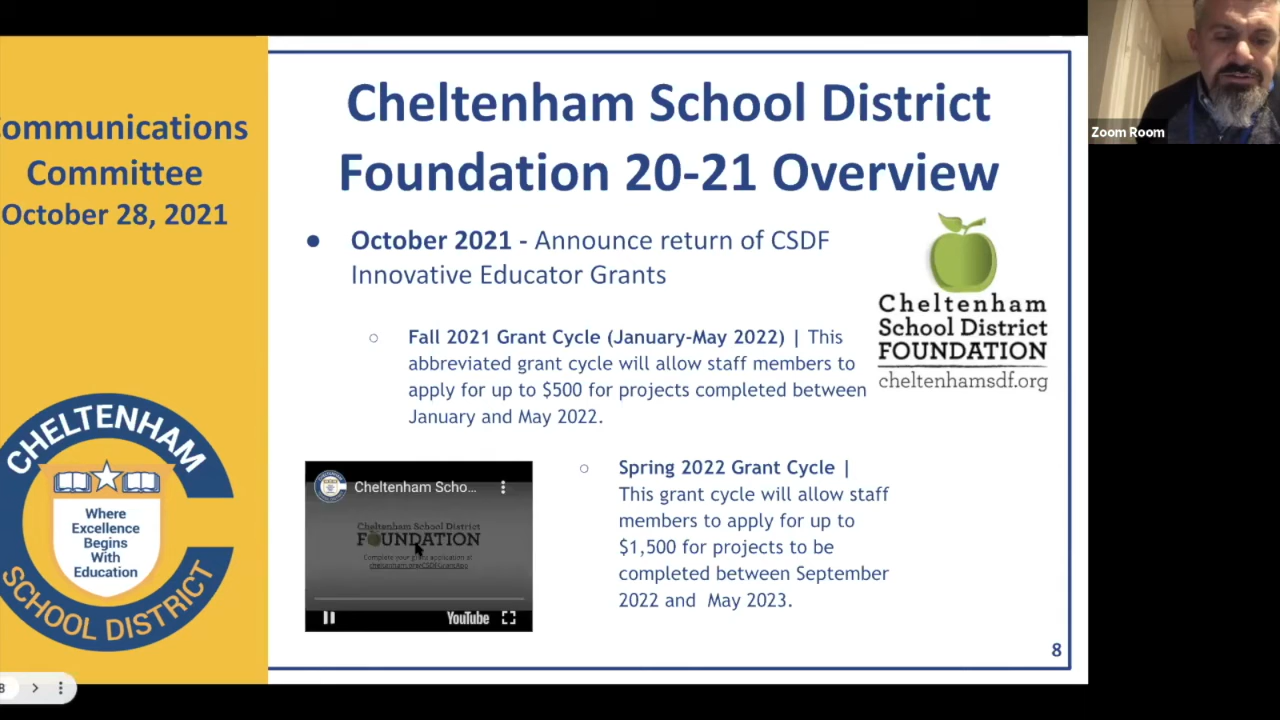 ommunications
Committee
October 28, 2021
Cheltenham School District
Foundation 20-21 Overview
● October 2021 - Announce return of CSDF
Innovative Educator Grants
○ Fall 2021 Grant Cycle (January-May 2022) | This
abbreviated grant cycle will allow staff members to
apply for up to $500 for projects completed between
January and May 2022.
Cheltenham
School District
FOUNDATION
cheltenhamsdf.org
○ Spring 2022 Grant Cycle |
This grant cycle will allow staff
members to apply for up to
$1,500 for projects to be
completed between September
2022 and May 2023.
Cheltenham Scho...
Cheltenham School District
FOUNDATION
Complete your grant application at
YouTube
CHELTENHAM
Where
Excellence
Begins
With
Education
SCHOOL DISTRICT
8
Zoom Room